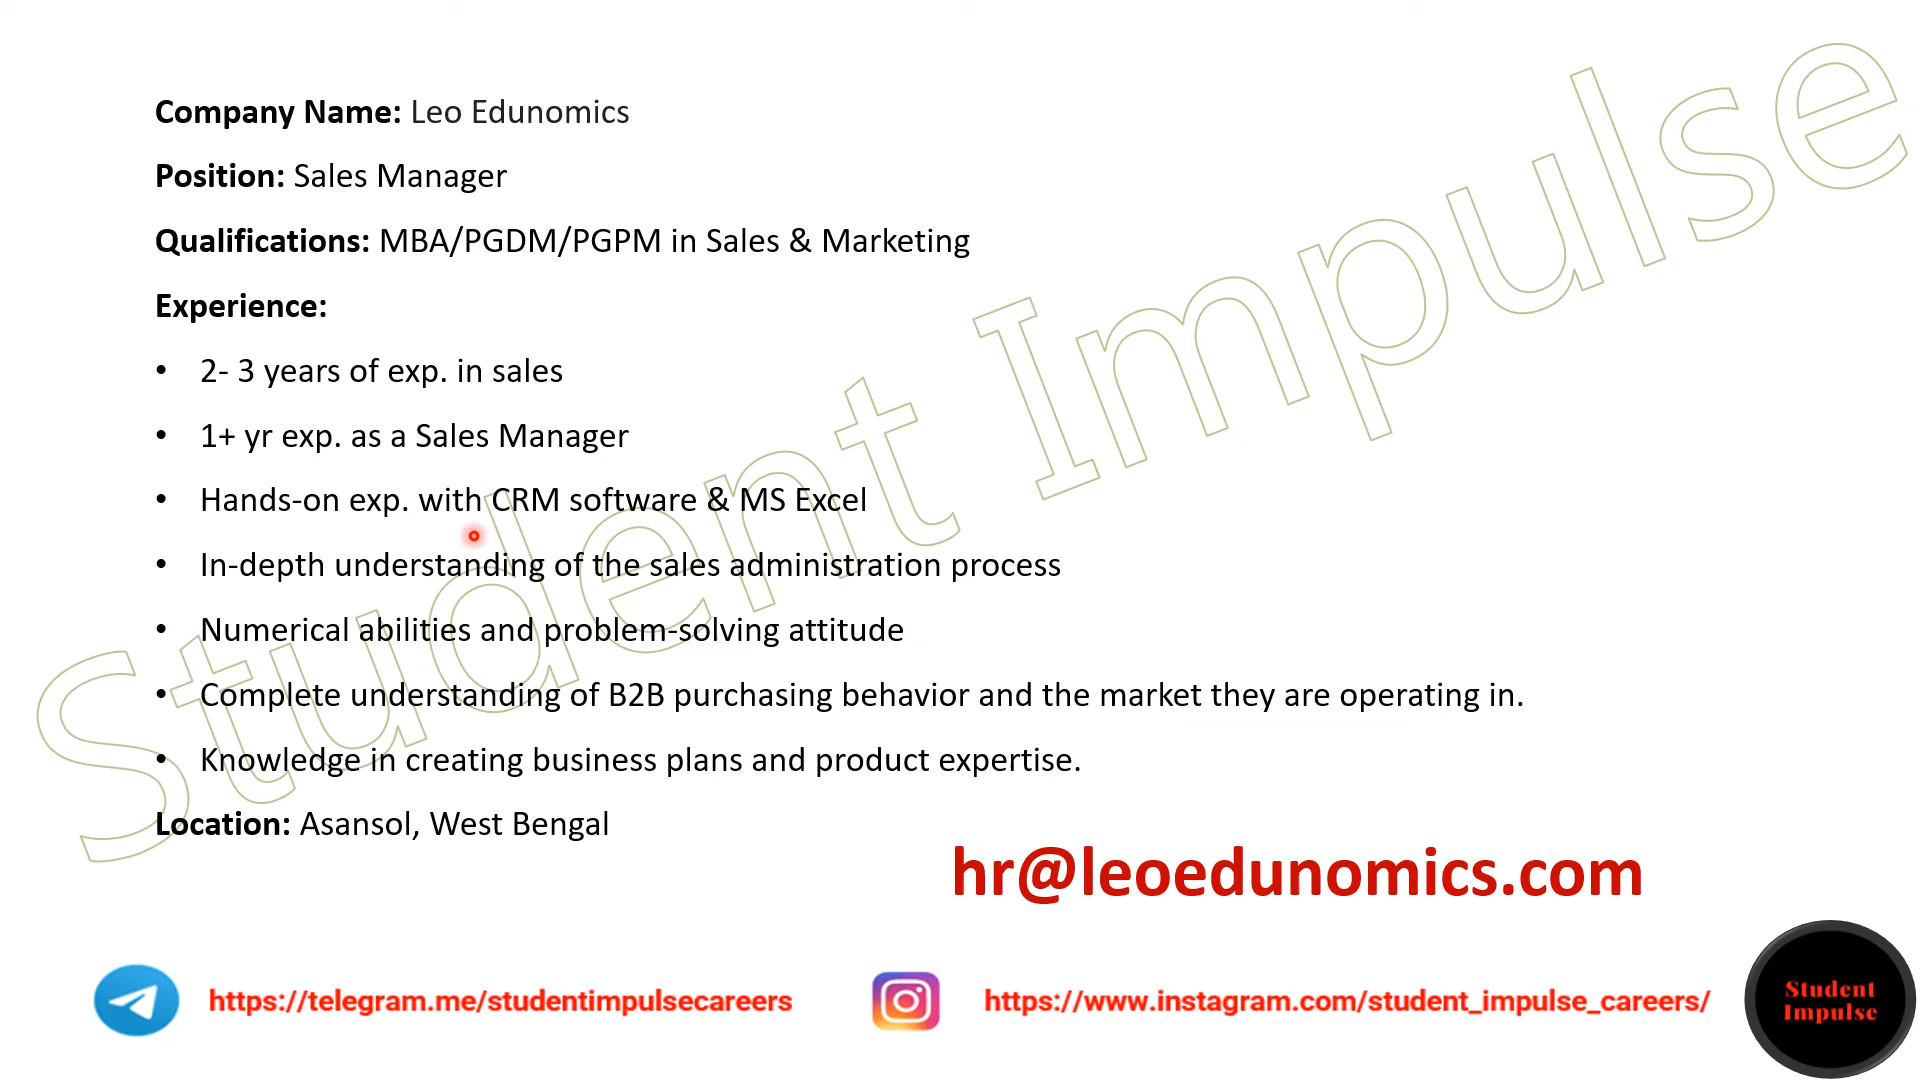 Company Name: Leo Edunomics
Position: Sales Manager
Qualifications: MBA/PGDM/PGPM in Sales & Marketing
Experience:
• 2- 3 years of exp. in sales
• 1+ yr exp. as a Sales Manager
• Hands-on exp. with CRM software & MS Excel
• In-depth understanding of the sales administration process
• Numerical abilities and problem-solving attitude
• Complete understanding of B2B purchasing behavior and the market they are operating in.
• Knowledge in creating business plans and product expertise.
Location: Asansol, West Bengal
hr@leoedunomics.com
https://telegram.me/studentimpulsecareers
https://www.instagram.com/student_impulse_careers/
Student
Impulse
Student Impulse